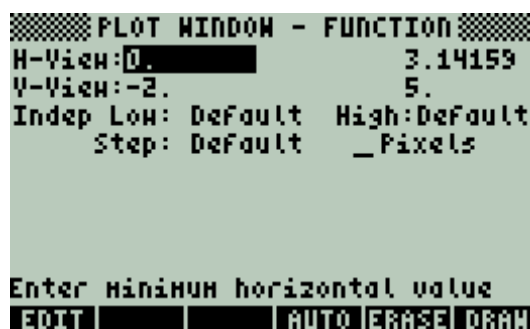 PLOT WINDOW - FUNCTION
H-View:0. 3.14159
V-View:-2. 5.
Indep Low: Default High:Default
Step: Default _Pixels
Enter minimum horizontal value
EDIT AUTO ERASE DRAW